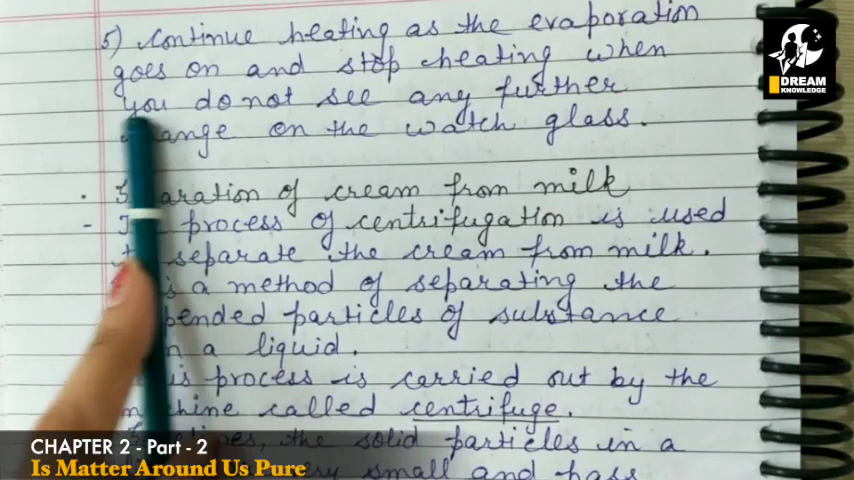 5) Continue heating as the evaporation
goes on and stop heating when
you do not see any further
ange on the watch glass.
. S aration of cream from milk
- T process of centrifugation is used
t separate the cream from milk.
s a method of separating the
pended particles of substance
n a liquid.
is process is carried out by the
m chine called centrifuge.
the solid particles in a
very small and pass
DREAM
KNOWLEDGE
CHAPTER 2 - Part - 2
Is Matter Around Us Pure